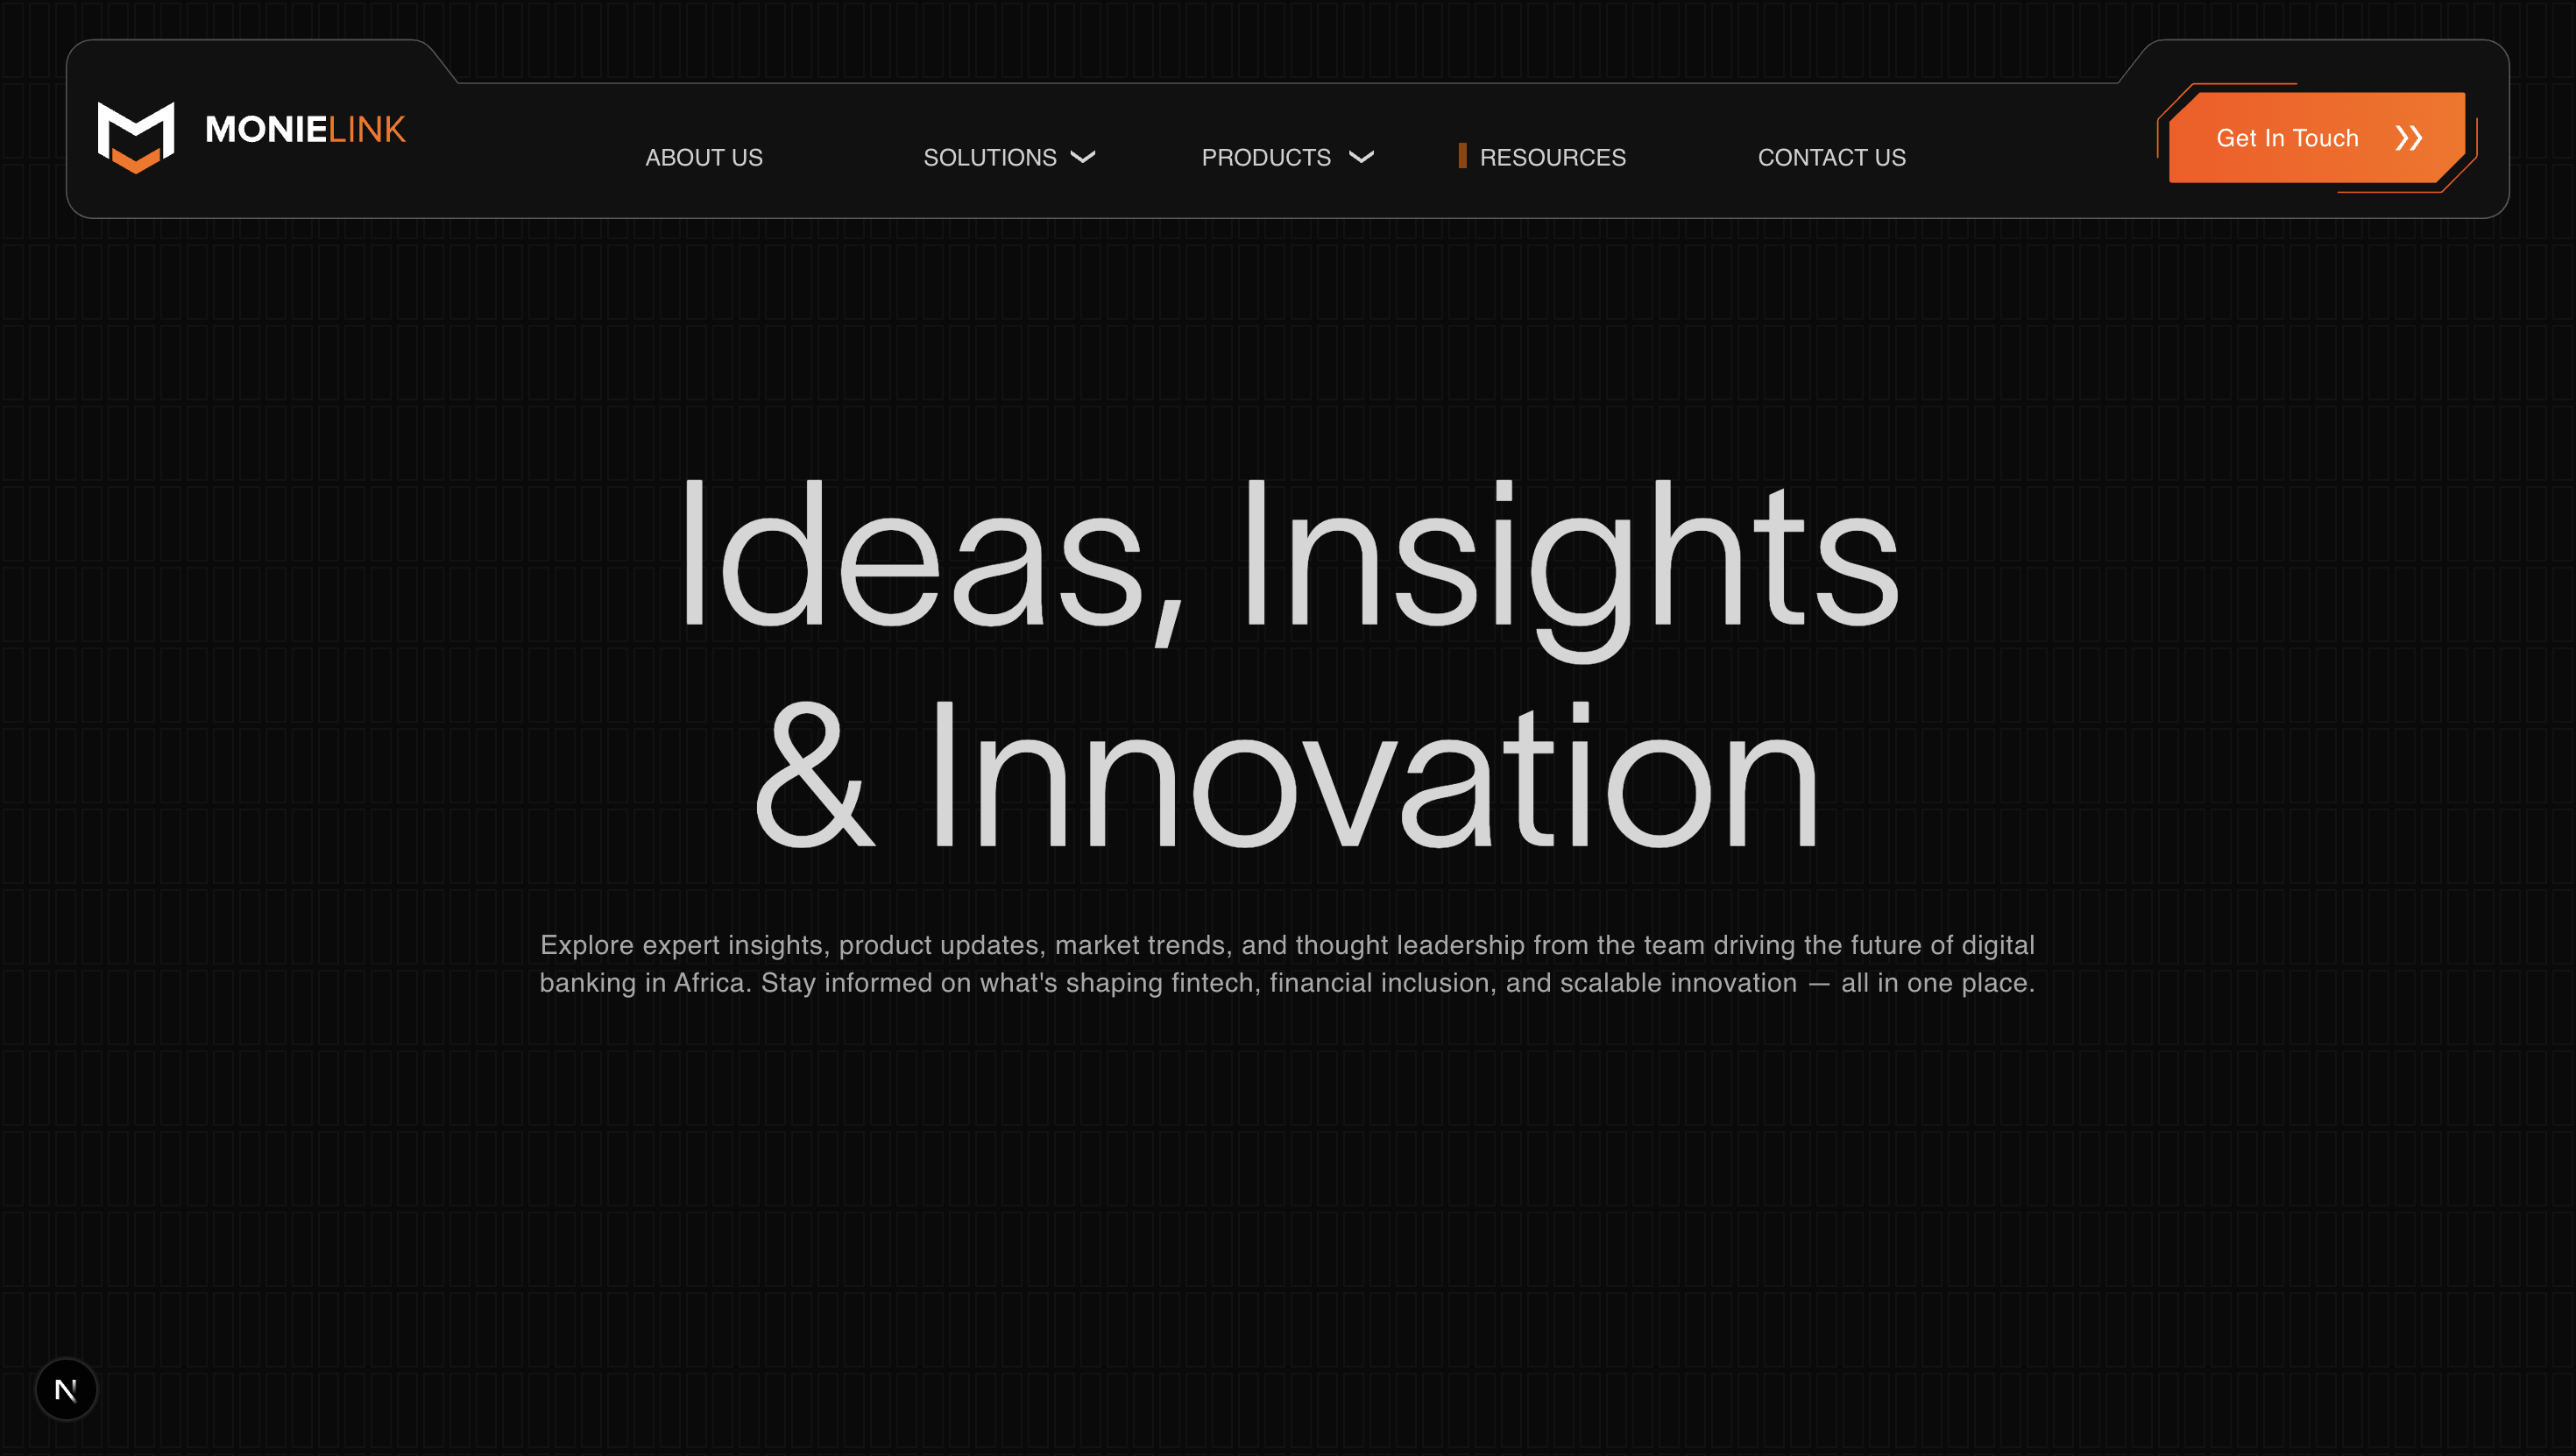 MONIELINK
ABOUT US
SOLUTIONS
PRODUCTS
RESOURCES
CONTACT US
Get In Touch
Ideas, Insights
& Innovation
Explore expert insights, product updates, market trends, and thought leadership from the team driving the future of digital
banking in Africa. Stay informed on what's shaping fintech, financial inclusion, and scalable innovation — all in one place.
N